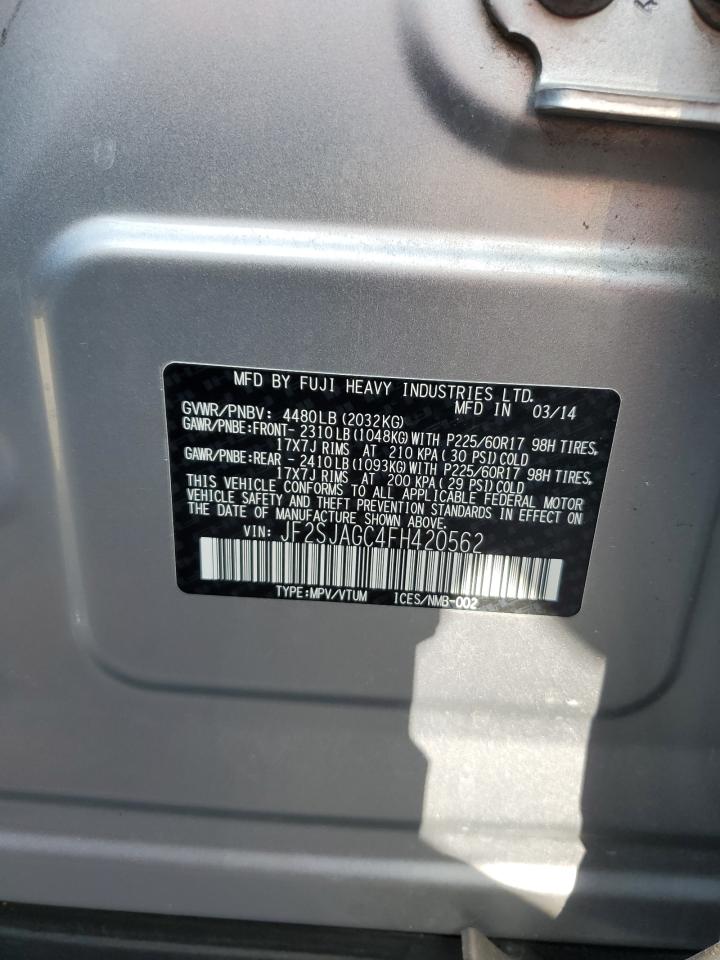 MFD BY FUJI HEAVY INDUSTRIES LTD.
MFD IN 03/14
GVWR/PNBV: 4480LB (2032KG)
GAWR/PNBE:FRONT- 2310LB (1048KG) WITH P225/60R17 98H TIRES,
17X7J RIMS AT 210 KPA ( 30 PSI) COLD
GAWR/PNBE:REAR - 2410LB (1093KG) WITH P225/60R17 98H TIRES,
17X7J RIMS AT 200 KPA ( 29 PSI) COLD
THIS VEHICLE CONFORMS TO ALL APPLICABLE FEDERAL MOTOR
VEHICLE SAFETY AND THEFT PREVENTION STANDARDS IN EFFECT ON
THE DATE OF MANUFACTURE SHOWN ABOVE.
VIN: JF2SJAGC4FH420562
TYPE:MPV/VTUM ICES/NMB-002